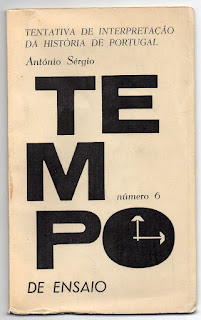 TENTATIVA DE INTERPRETAÇÃO
DA HISTÓRIA DE PORTUGAL
António Sérgio
TE
M
número 6
PO
DE ENSAIO